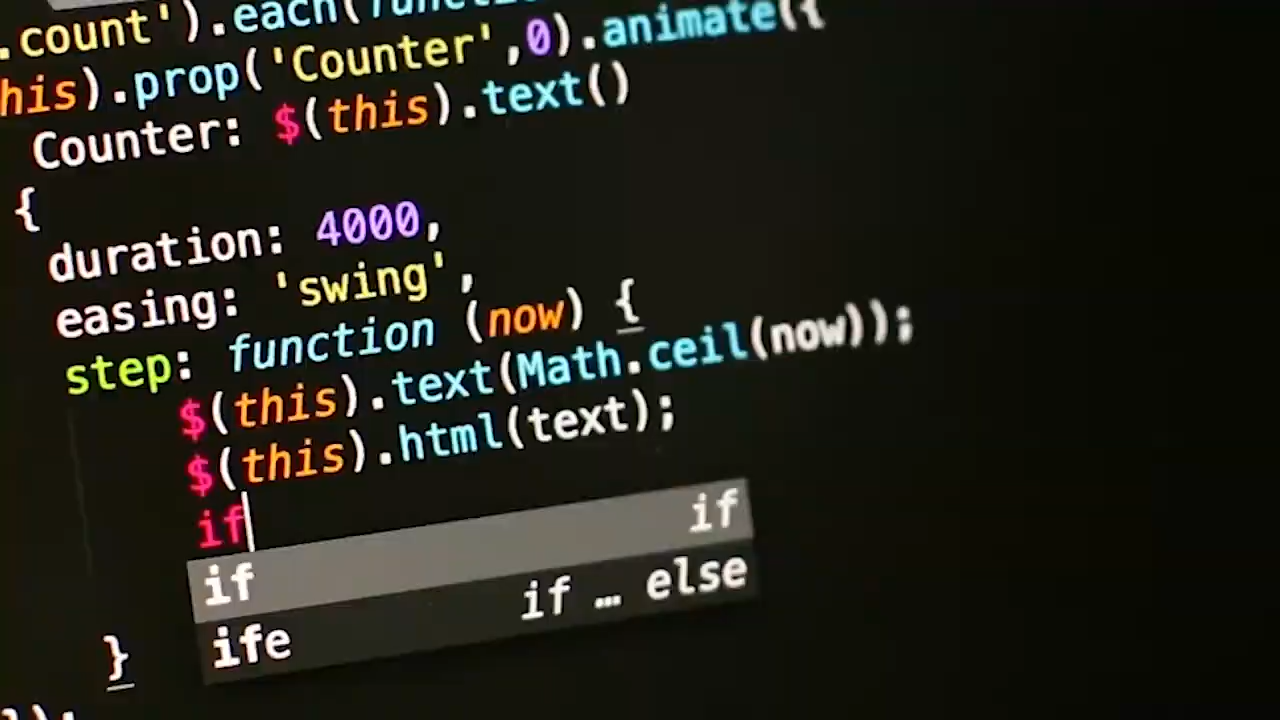 .count').each(function
his).prop('Counter',0).animate({
Counter: $(this).text()
{
duration: 4000,
easing: 'swing',
step: function (now) {
$(this).text(Math.ceil(now));
$(this).html(text);
if
if if
ife if … else
}
});